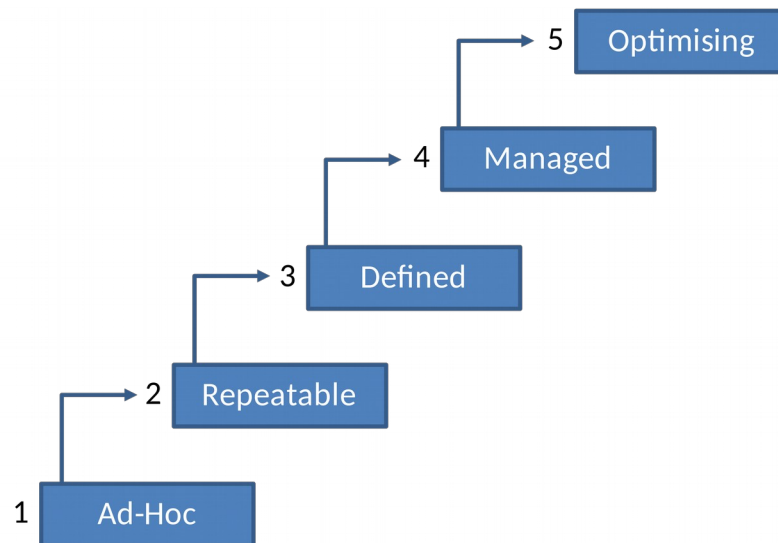 5 Optimising
4 Managed
3 Defined
2 Repeatable
1 Ad-Hoc